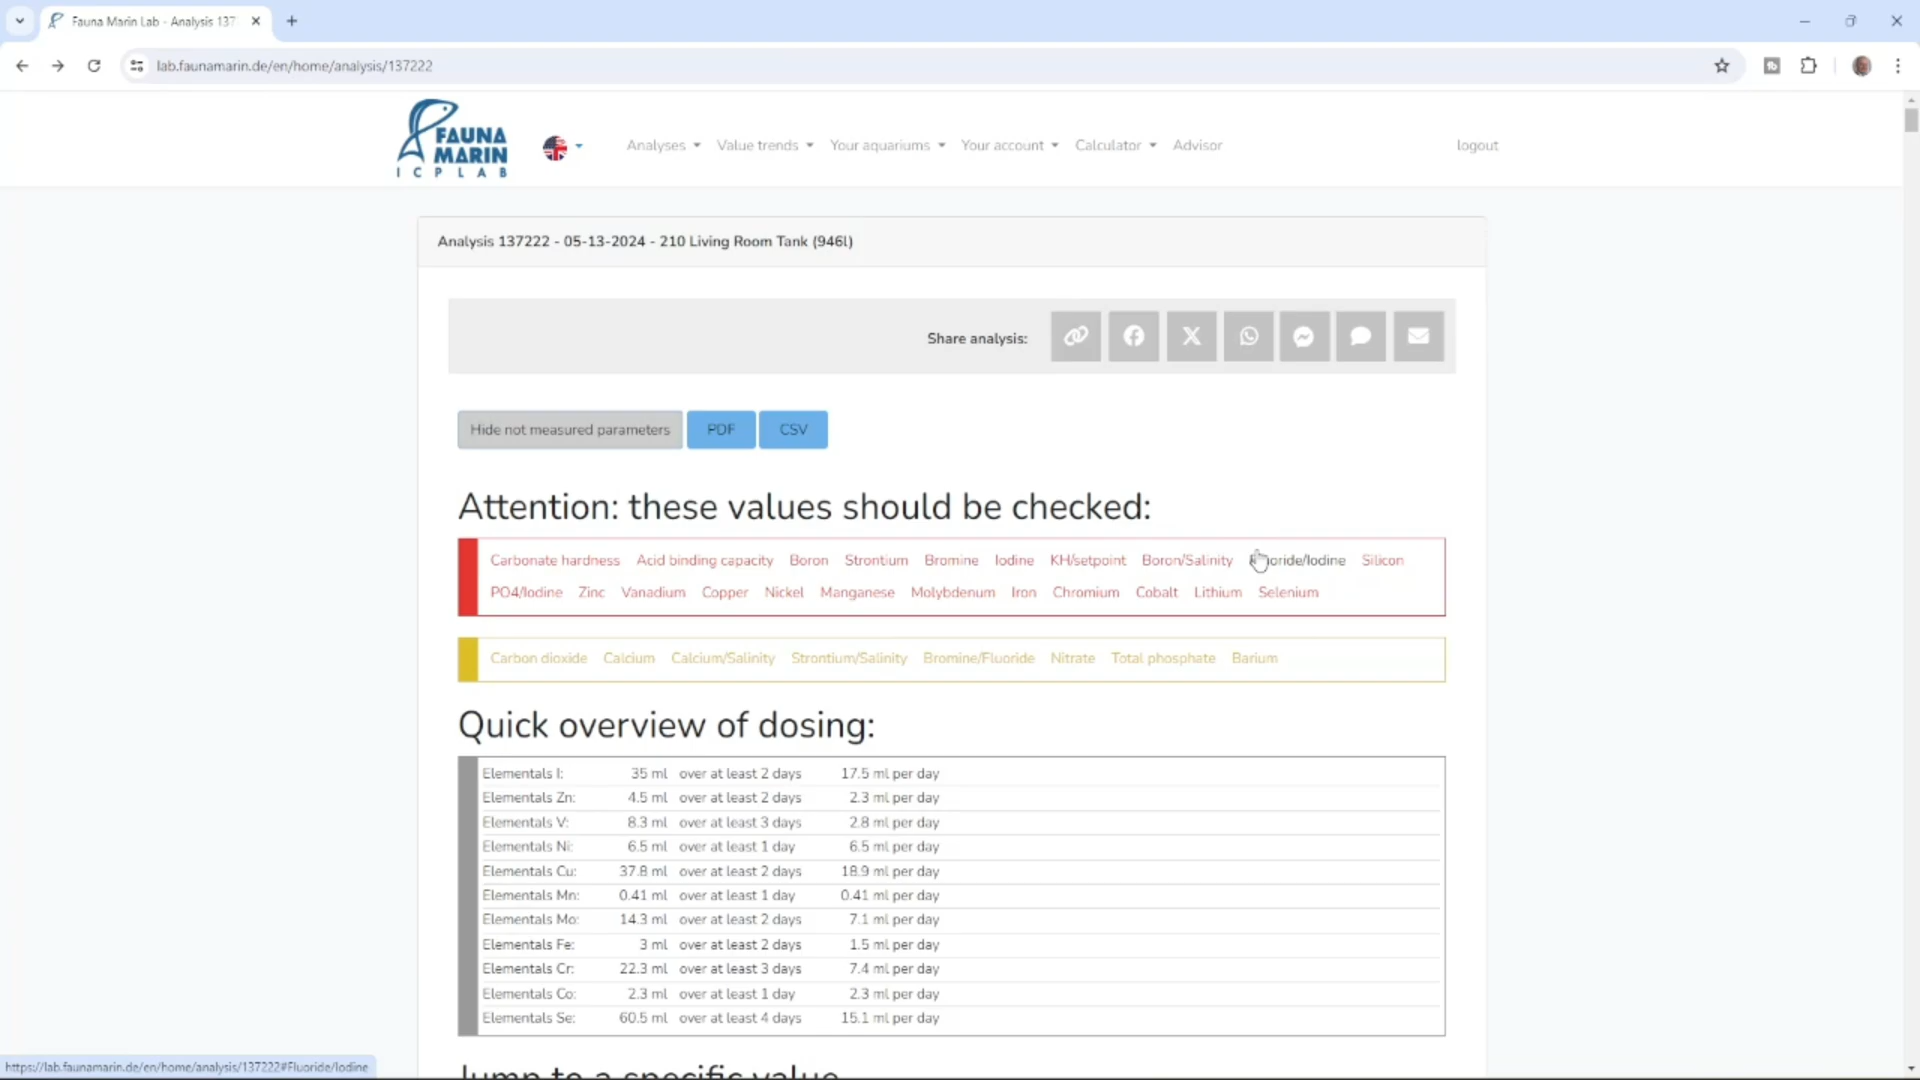 Fauna Marin Lab - Analysis 137
lab.faunamarin.de/en/home/analysis/137222
FAUNA
MARIN
ICPLAB
Analyses
Value trends
Your aquariums
Your account
Calculator
Advisor
logout
Analysis 137222 - 05-13-2024 - 210 Living Room Tank (946l)
Share analysis:
Hide not measured parameters PDF CSV
Attention: these values should be checked:
Carbonate hardness Acid binding capacity Boron Strontium Bromine Iodine KH/setpoint Boron/Salinity Fluoride/Iodine Silicon
PO4/Iodine Zinc Vanadium Copper Nickel Manganese Molybdenum Iron Chromium Cobalt Lithium Selenium
Carbon dioxide Calcium Calcium/Salinity Strontium/Salinity Bromine/Fluoride Nitrate Total phosphate Barium
Quick overview of dosing:
Elementals I: 35 ml over at least 2 days 17.5 ml per day
Elementals Zn: 4.5 ml over at least 2 days 2.3 ml per day
Elementals V: 8.3 ml over at least 3 days 2.8 ml per day
Elementals Ni: 6.5 ml over at least 1 day 6.5 ml per day
Elementals Cu: 37.8 ml over at least 2 days 18.9 ml per day
Elementals Mn: 0.41 ml over at least 1 day 0.41 ml per day
Elementals Mo: 14.3 ml over at least 2 days 7.1 ml per day
Elementals Fe: 3 ml over at least 2 days 1.5 ml per day
Elementals Cr: 22.3 ml over at least 3 days 7.4 ml per day
Elementals Co: 2.3 ml over at least 1 day 2.3 ml per day
Elementals Se: 60.5 ml over at least 4 days 15.1 ml per day
Jump to a specific value
https://lab.faunamarin.de/en/home/analysis/137222#Fluoride/Iodine